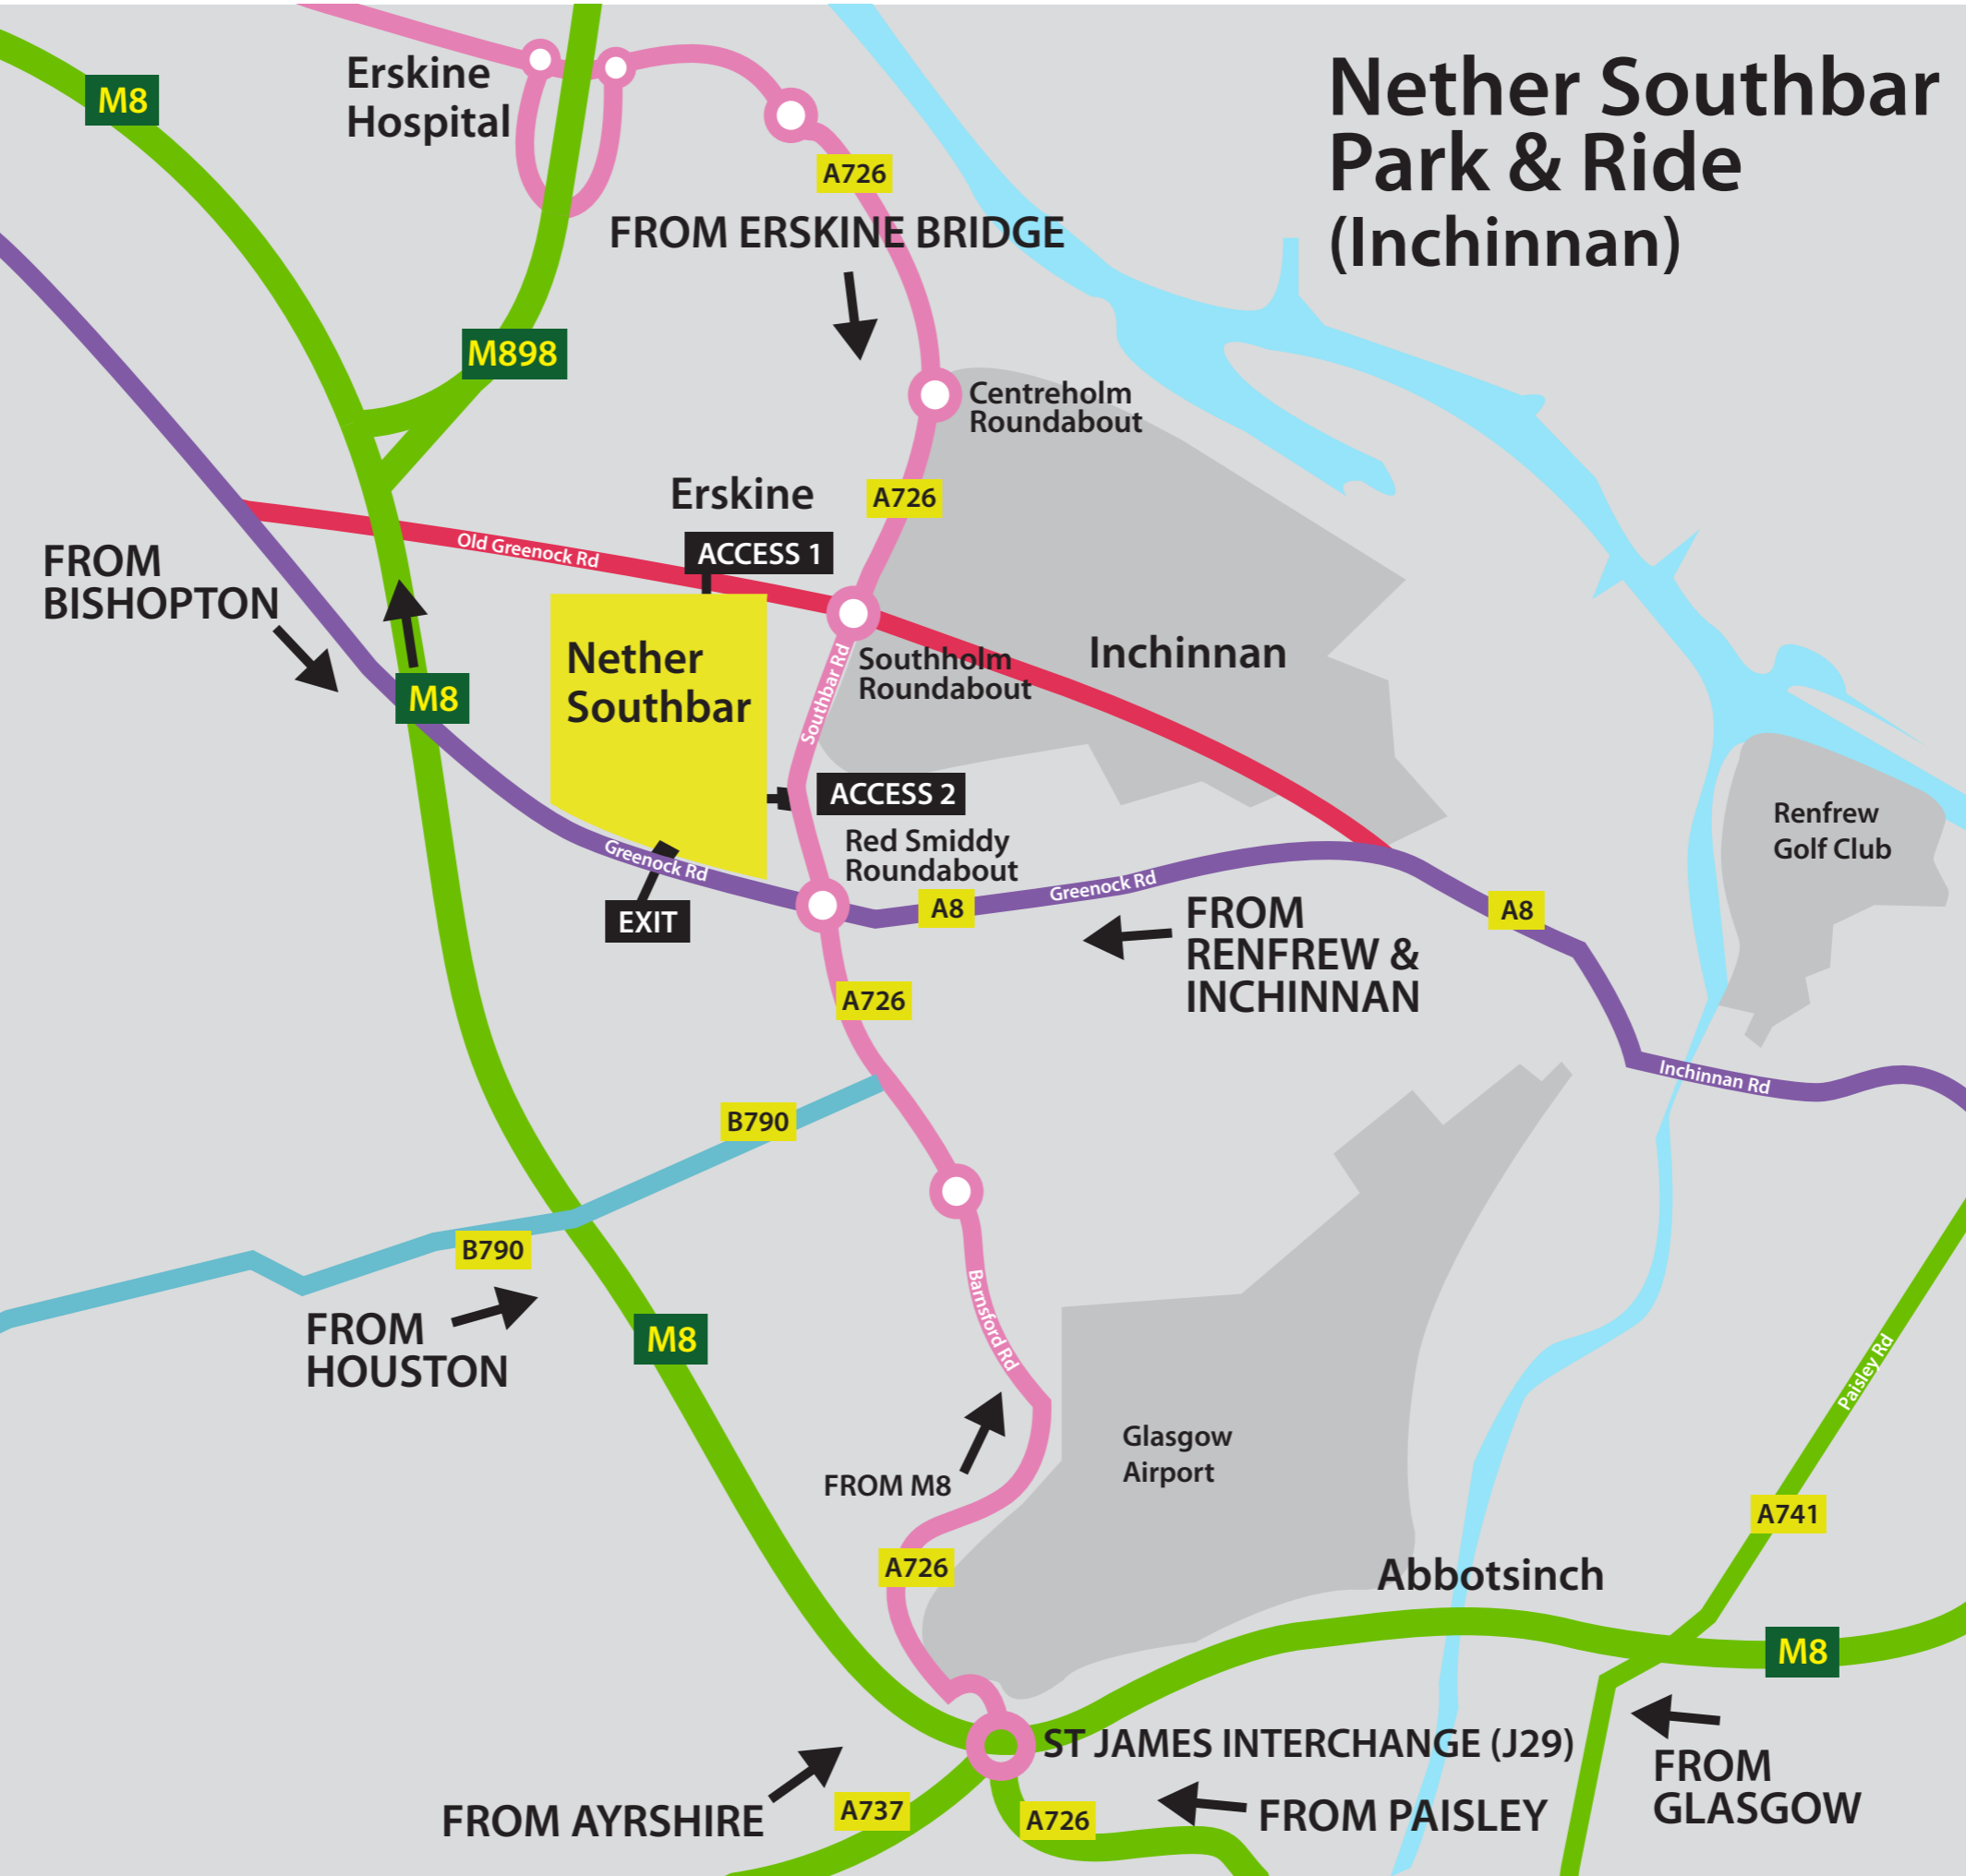 Nether Southbar
Park & Ride
(Inchinnan)
Erskine
Hospital
M8
A726
FROM ERSKINE BRIDGE
M898
Centreholm
Roundabout
Erskine
A726
ACCESS 1
Old Greenock Rd
FROM
BISHOPTON
Nether
Southbar
Southbar Rd
Southholm
Roundabout
Inchinnan
M8
ACCESS 2
Red Smiddy
Roundabout
Renfrew
Golf Club
Greenock Rd
EXIT
A8
Greenock Rd
A8
FROM
RENFREW &
INCHINNAN
A726
Inchinnan Rd
B790
B790
FROM
HOUSTON
M8
Barnsford Rd
Paisley Rd
Glasgow
Airport
FROM M8
A741
A726
Abbotsinch
M8
ST JAMES INTERCHANGE (J29)
FROM
GLASGOW
FROM AYRSHIRE
A737
A726
FROM PAISLEY